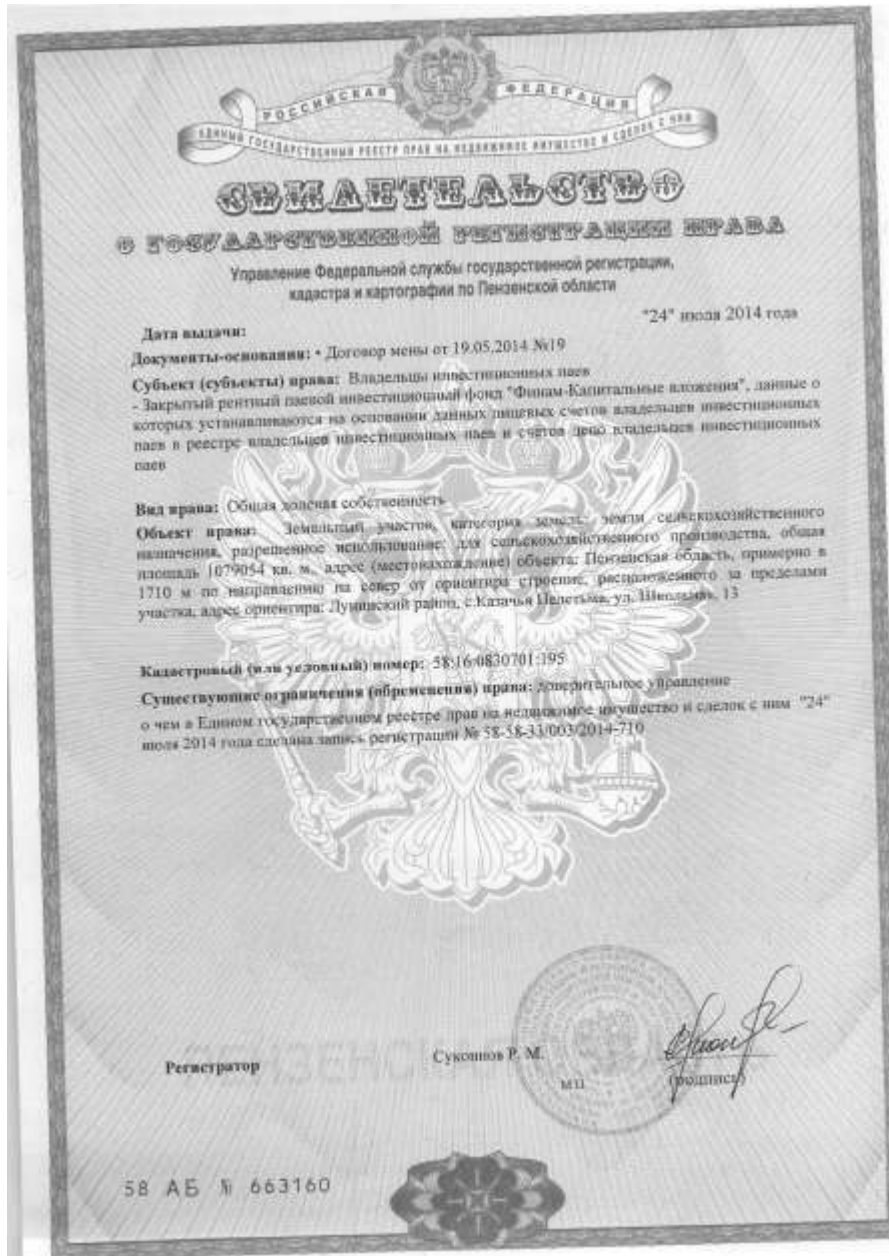 РОССИЙСКАЯ ФЕДЕРАЦИЯ
ЕДИНЫЙ ГОСУДАРСТВЕННЫЙ РЕЕСТР ПРАВ НА НЕДВИЖИМОЕ ИМУЩЕСТВО И СДЕЛОК С НИМ
СВИДЕТЕЛЬСТВО
О ГОСУДАРСТВЕННОЙ РЕГИСТРАЦИИ ПРАВА
Управление Федеральной службы государственной регистрации,
кадастра и картографии по Пензенской области
Дата выдачи: "24" июля 2014 года
Документы-основания: • Договор мены от 19.05.2014 №19
Субъект (субъекты) права: Владельцы инвестиционных паев
- Закрытый рентный паевой инвестиционный фонд "Финам-Капитальные вложения", данные о
которых устанавливаются на основании данных лицевых счетов владельцев инвестиционных
паев в реестре владельцев инвестиционных паев и счетов депо владельцев инвестиционных
паев
Вид права: Общая долевая собственность
Объект права: Земельный участок, категория земель: земли сельскохозяйственного
назначения, разрешенное использование: для сельскохозяйственного производства, общая
площадь 1079054 кв. м., адрес (местонахождение) объекта: Пензенская область, примерно в
1710 м по направлению на север от ориентира строение, расположенного за пределами
участка, адрес ориентира: Лунинский район, с.Казачья Пелетьма, ул. Школьная, 13
Кадастровый (или условный) номер: 58:16:0830701:195
Существующие ограничения (обременения) права: доверительное управление
о чем в Едином государственном реестре прав на недвижимое имущество и сделок с ним "24"
июля 2014 года сделана запись регистрации № 58-58-33/003/2014-710
Регистратор Суконнов Р. М.
м.п. (подпись)
58 АБ № 663160